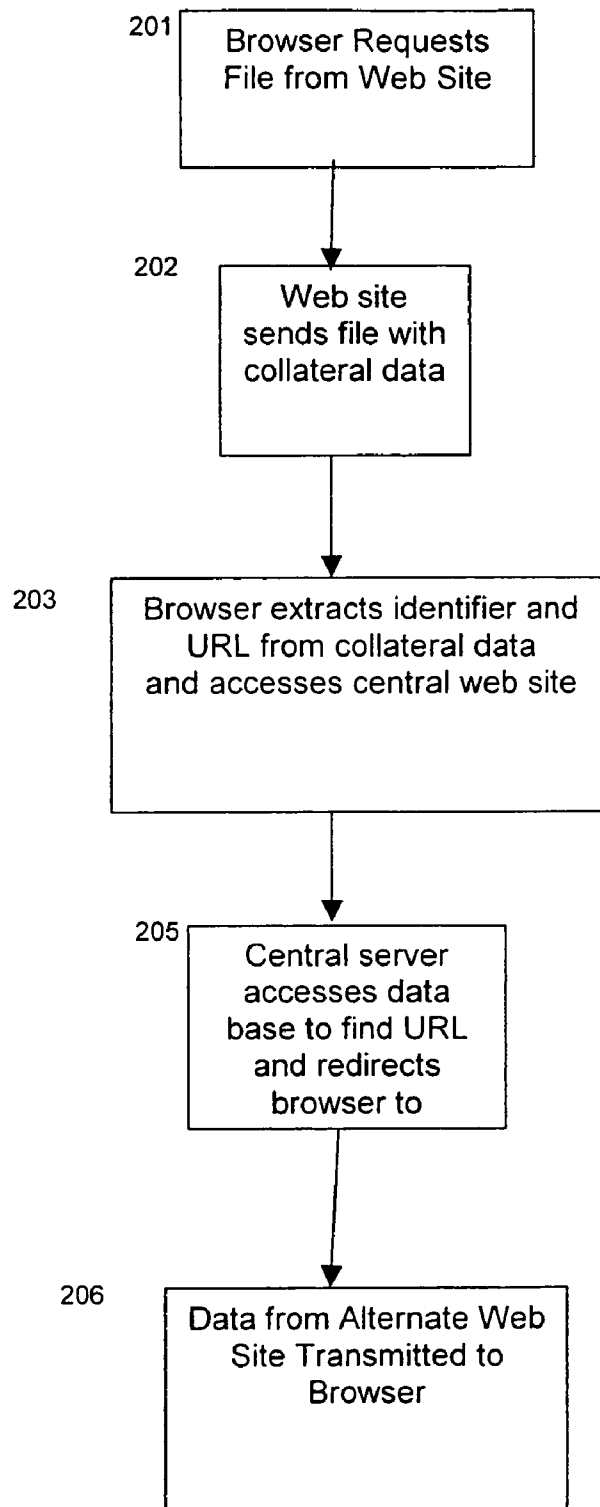 201
Browser Requests
File from Web Site
202
Web site
sends file with
collateral data
203
Browser extracts identifier and
URL from collateral data
and accesses central web site
205
Central server
accesses data
base to find URL
and redirects
browser to
206
Data from Alternate Web
Site Transmitted to
Browser